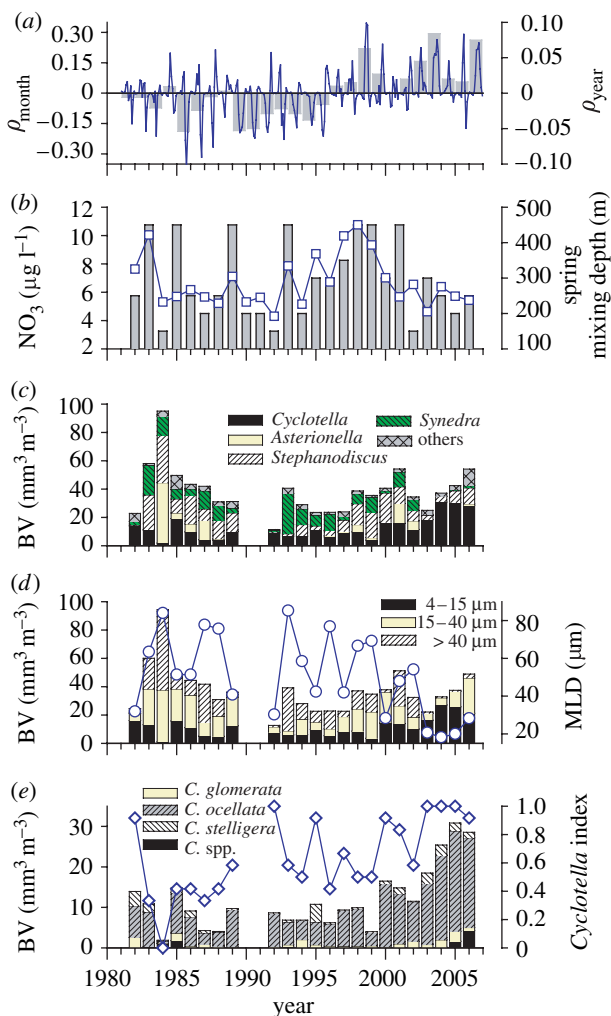 (a)
0.30
0.15
0
−0.15
−0.30
ρmonth
0.10
0.05
0
−0.05
−0.10
ρyear
(b)
12
10
8
6
4
2
NO3 (µg l−1)
500
400
300
200
100
spring
mixing depth (m)
(c)
100
80
60
40
20
0
BV (mm3 m−3)
Cyclotella
Asterionella
Stephanodiscus
Synedra
others
(d)
100
80
60
40
20
0
BV (mm3 m−3)
4–15 µm
15–40 µm
> 40 µm
80
60
40
20
MLD (µm)
(e)
30
20
10
0
BV (mm3 m−3)
C. glomerata
C. ocellata
C. stelligera
C. spp.
1.0
0.8
0.6
0.4
0.2
0
Cyclotella index
1980 1985 1990 1995 2000 2005
year